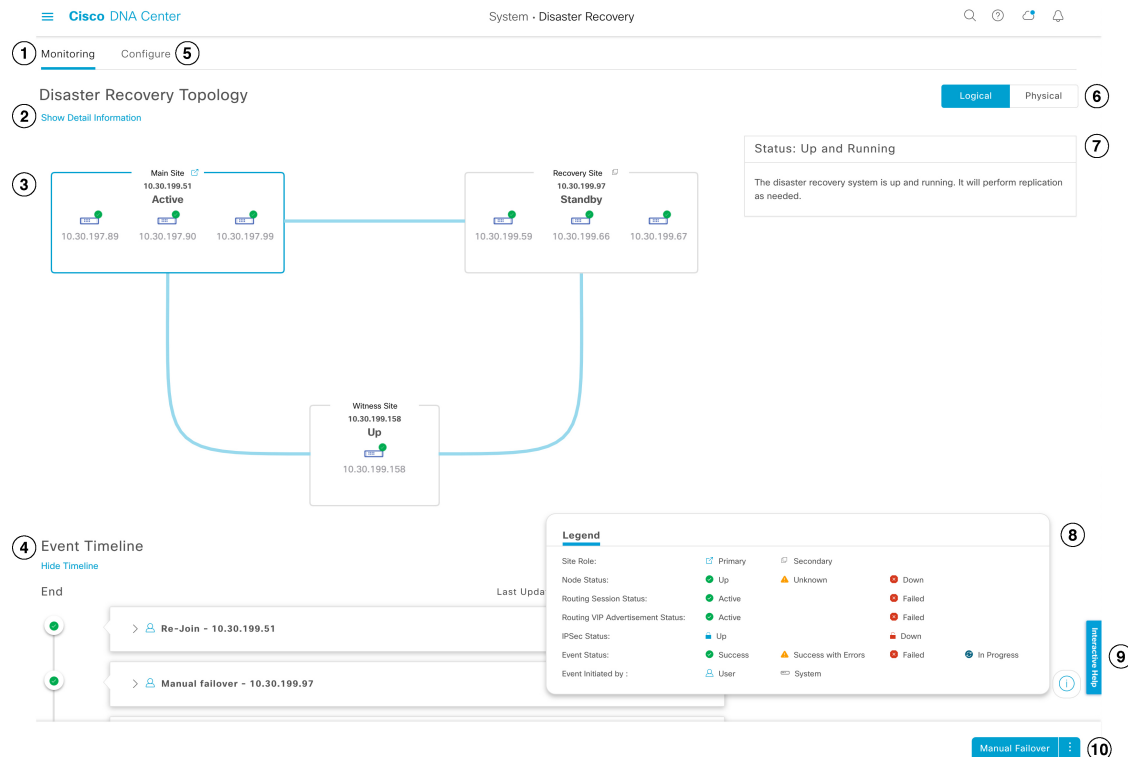 Cisco DNA Center
System · Disaster Recovery
1 Monitoring Configure 5
Disaster Recovery Topology
Logical Physical 6
2 Show Detail Information
Status: Up and Running 7
The disaster recovery system is up and running. It will perform replication
as needed.
3
Main Site
10.30.199.51
Active
10.30.197.89 10.30.197.90 10.30.197.99
Recovery Site
10.30.199.97
Standby
10.30.199.59 10.30.199.66 10.30.199.67
Witness Site
10.30.199.158
Up
10.30.199.158
4 Event Timeline
Hide Timeline
End Last Upda
Re-Join - 10.30.199.51
Manual failover - 10.30.199.97
Legend 8
Site Role: Primary Secondary
Node Status: Up Unknown Down
Routing Session Status: Active Failed
Routing VIP Advertisement Status: Active Failed
IPSec Status: Up Down
Event Status: Success Success with Errors Failed In Progress
Event Initiated by : User System
Interactive Help 9
Manual Failover 10